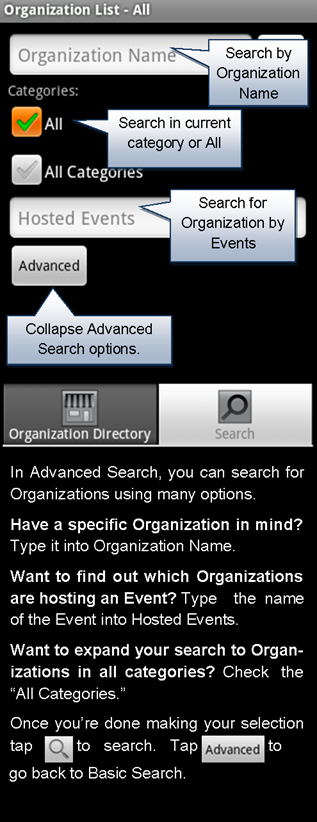 Organization List - All
Organization Name
Search by
Organization
Name
Categories:
All
Search in current
category or All
All Categories
Search for
Organization by
Events
Hosted Events
Advanced
Collapse Advanced
Search options.
Organization Directory
Search
In Advanced Search, you can search for
Organizations using many options.
Have a specific Organization in mind?
Type it into Organization Name.
Want to find out which Organizations
are hosting an Event? Type the name
of the Event into Hosted Events.
Want to expand your search to Organ-
izations in all categories? Check the
“All Categories.”
Once you’re done making your selection
tap to search. Tap Advanced to
go back to Basic Search.